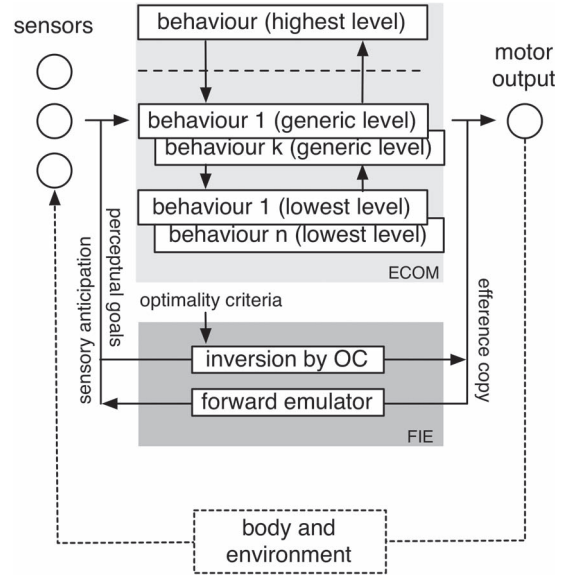 sensors
behaviour (highest level)
motor
output
behaviour 1 (generic level)
behaviour k (generic level)
behaviour 1 (lowest level)
behaviour n (lowest level)
ECOM
perceptual goals
sensory anticipation
efference copy
optimality criteria
inversion by OC
forward emulator
FIE
body and
environment